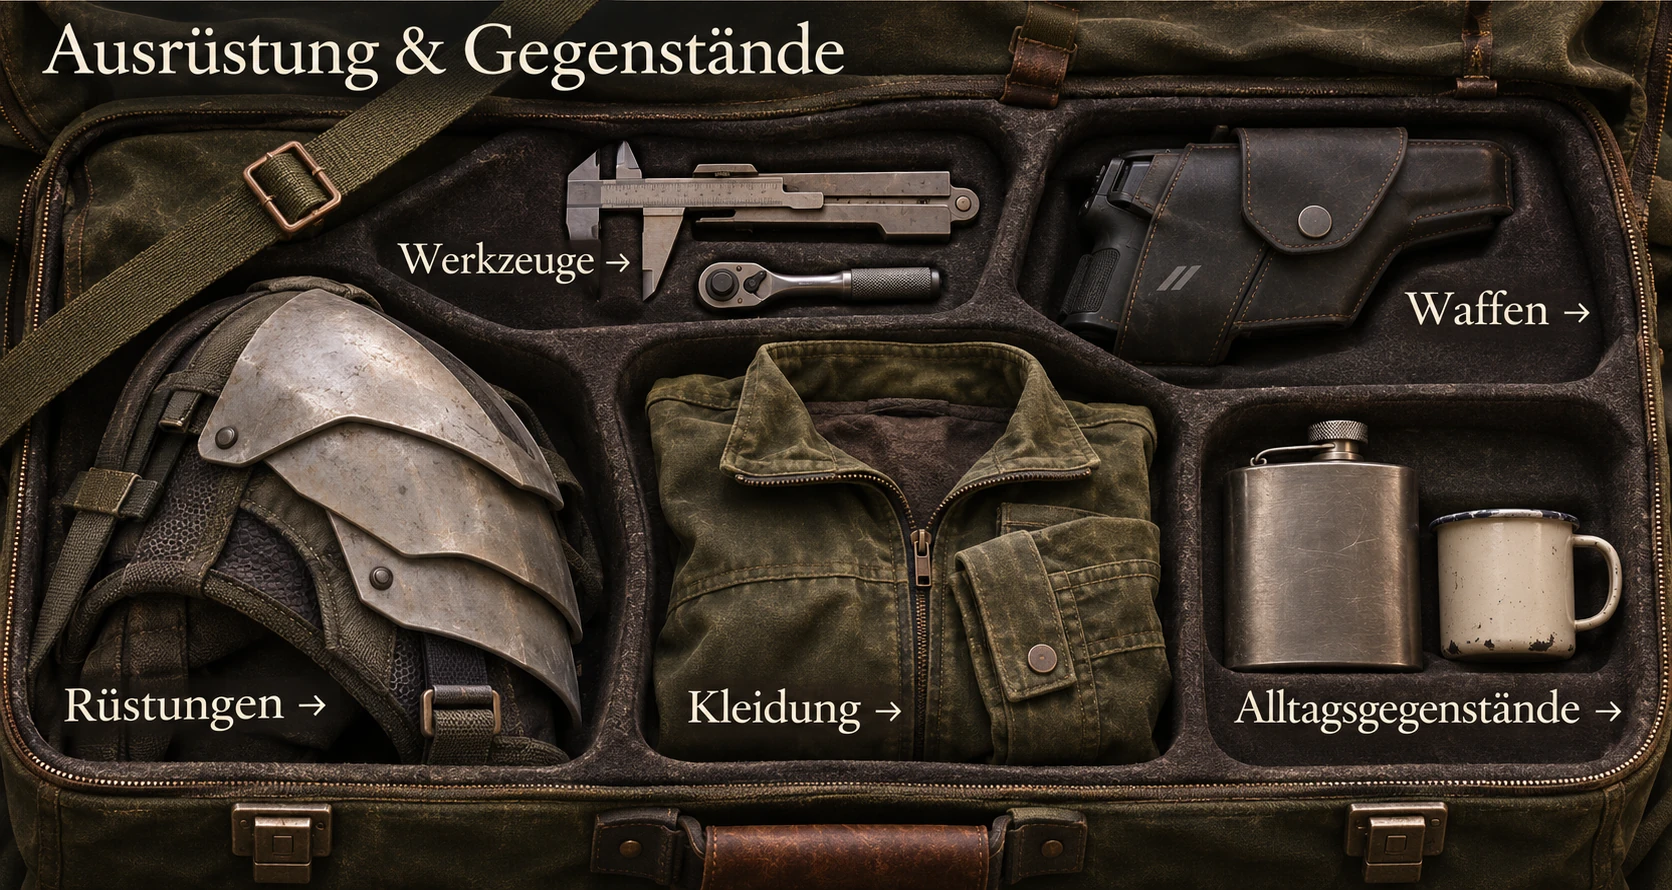 Ausrüstung & Gegenstände
Werkzeuge →
Waffen →
Rüstungen →
Kleidung →
Alltagsgegenstände →